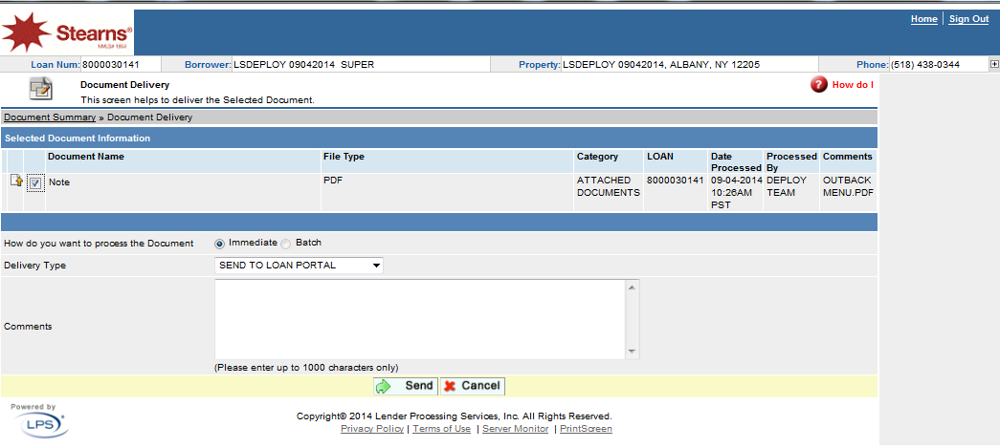 Home | Sign Out
Stearns®
NMLS# 1854
Loan Num: 8000030141 Borrower: LSDEPLOY 09042014 SUPER Property: LSDEPLOY 09042014, ALBANY, NY 12205 Phone: (518) 438-0344
Document Delivery
How do I
This screen helps to deliver the Selected Document.
Document Summary » Document Delivery
Selected Document Information
Document Name File Type Category LOAN Date Processed Comments
Processed By
Note PDF ATTACHED 8000030141 09-04-2014 DEPLOY OUTBACK
DOCUMENTS 10:26AM TEAM MENU.PDF
PST
How do you want to process the Document Immediate Batch
Delivery Type SEND TO LOAN PORTAL
Comments
(Please enter up to 1000 characters only)
Send Cancel
Powered by
LPS
Copyright© 2014 Lender Processing Services, Inc. All Rights Reserved.
Privacy Policy | Terms of Use | Server Monitor | PrintScreen